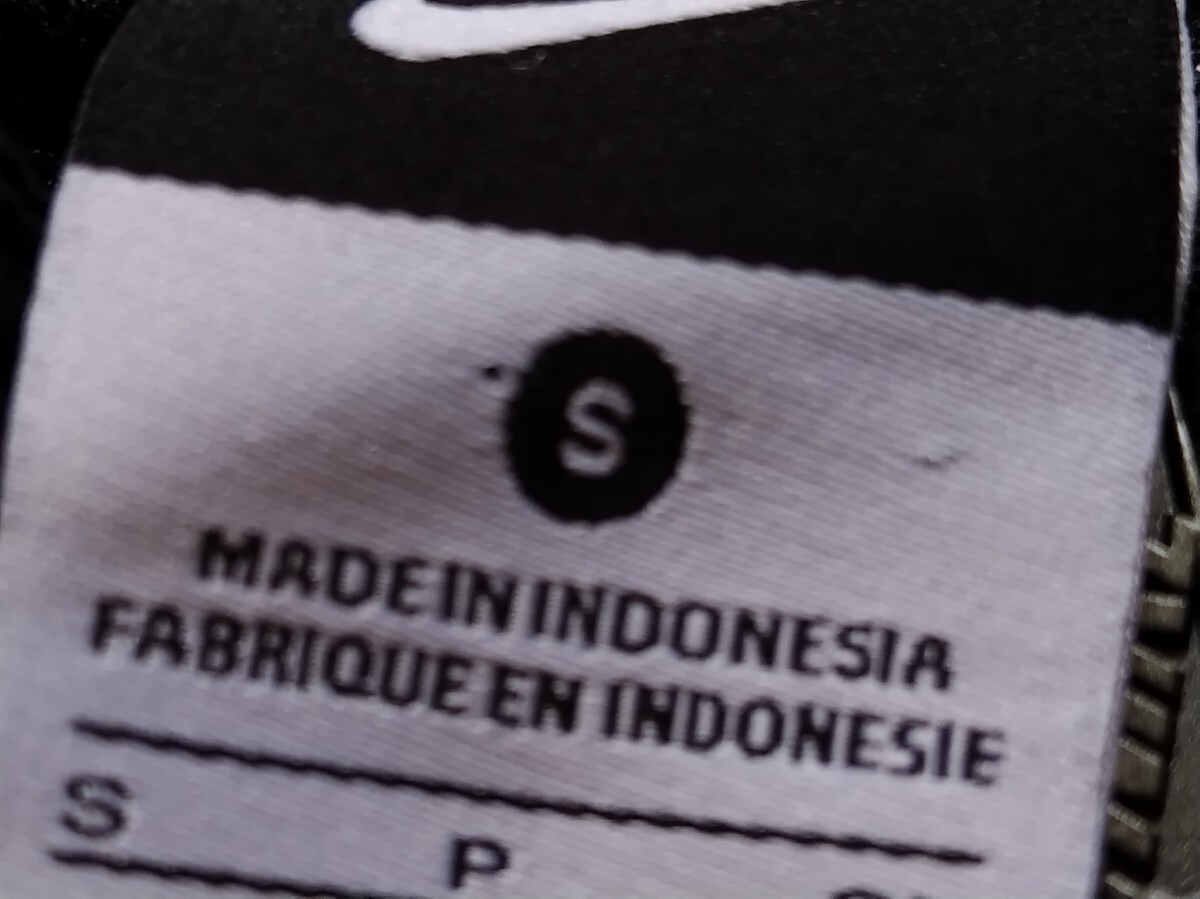 S
MADE IN INDONESIA
FABRIQUE EN INDONESIE
S P